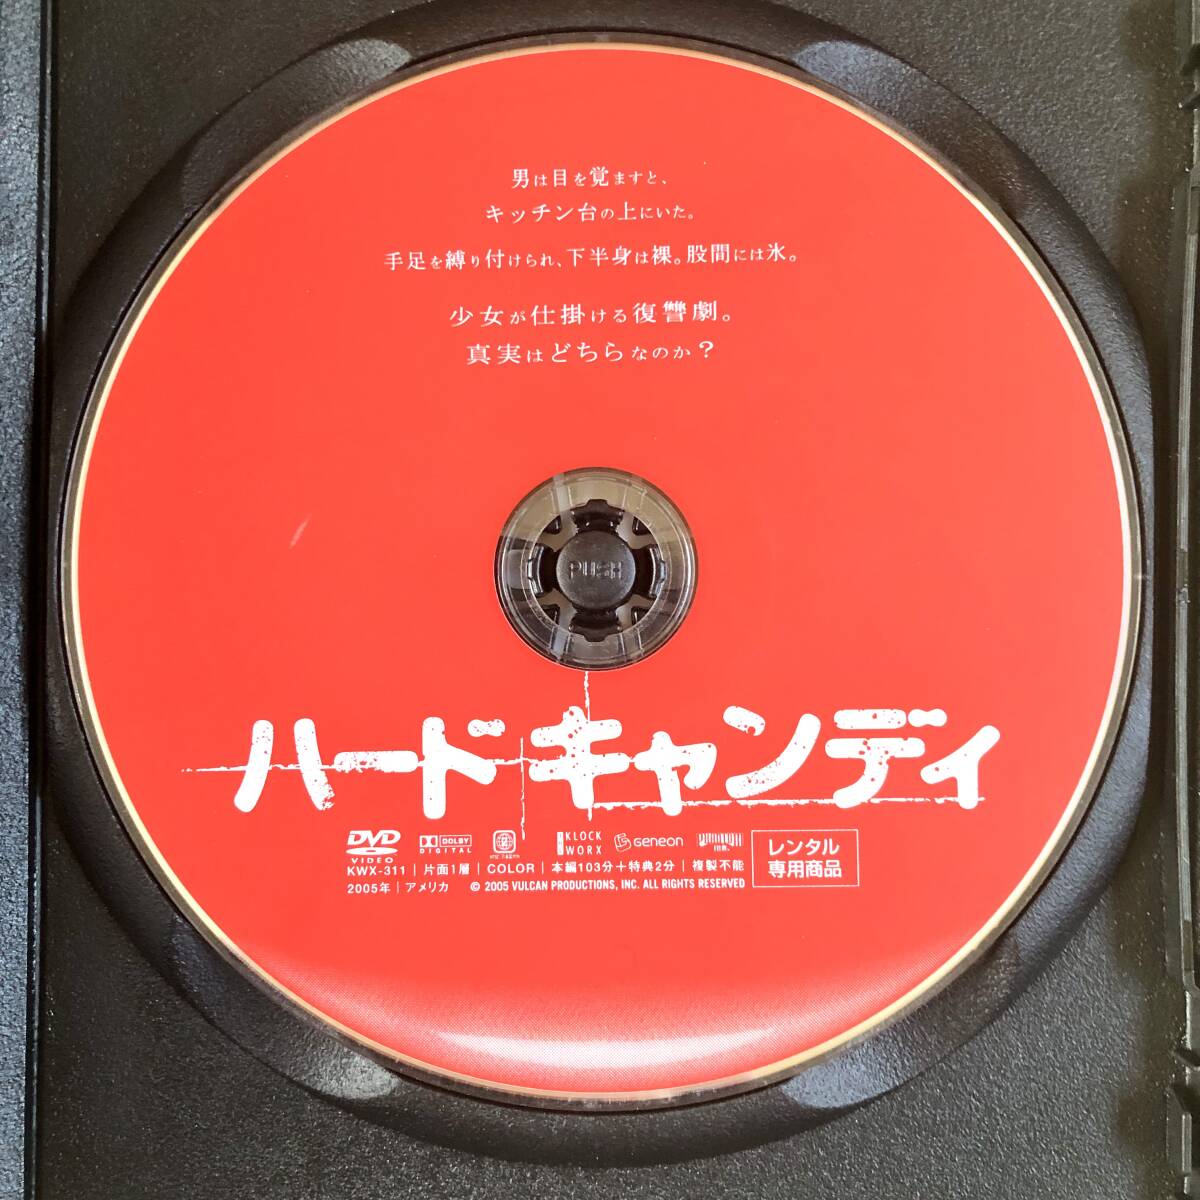 男は目を覚ますと、
キッチン台の上にいた。
手足を縛り付けられ、下半身は裸。股間には氷。
少女が仕掛ける復讐劇。
真実はどちらなのか？
PUSH
ハードキャンディ
DVD VIDEO
DOLBY DIGITAL
KLOCK WORX
Geneon
レンタル専用商品
KWX-311 | 片面1層 | COLOR | 本編103分＋特典2分 | 複製不能
2005年 | アメリカ © 2005 VULCAN PRODUCTIONS, INC. ALL RIGHTS RESERVED